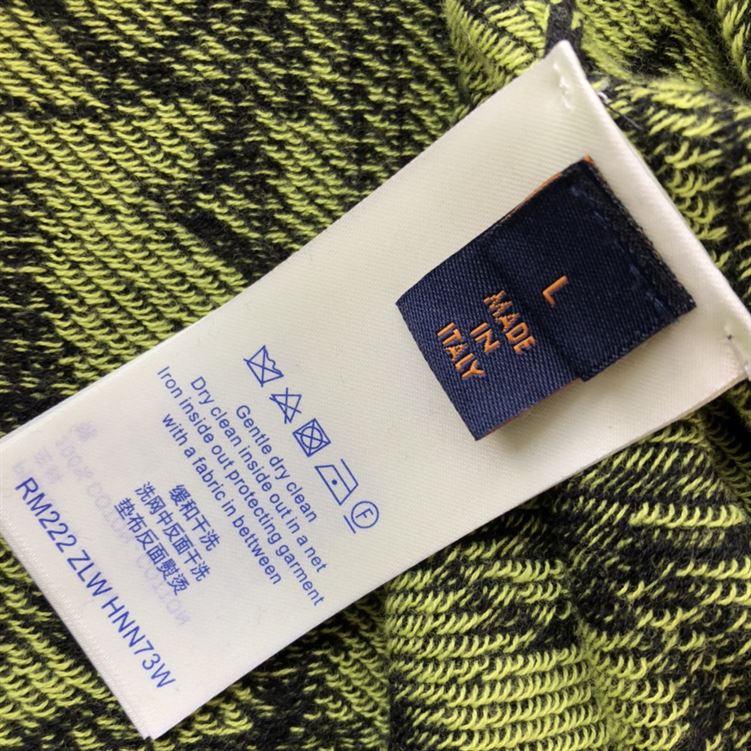 L
MADE
IN
ITALY
F
Gentle dry clean
Dry clean inside out in a net
Iron inside out protecting garment
with a fabric in bettween
缓和干洗
洗网中反面干洗
垫布反面熨烫
RM222 ZLW HNN73W